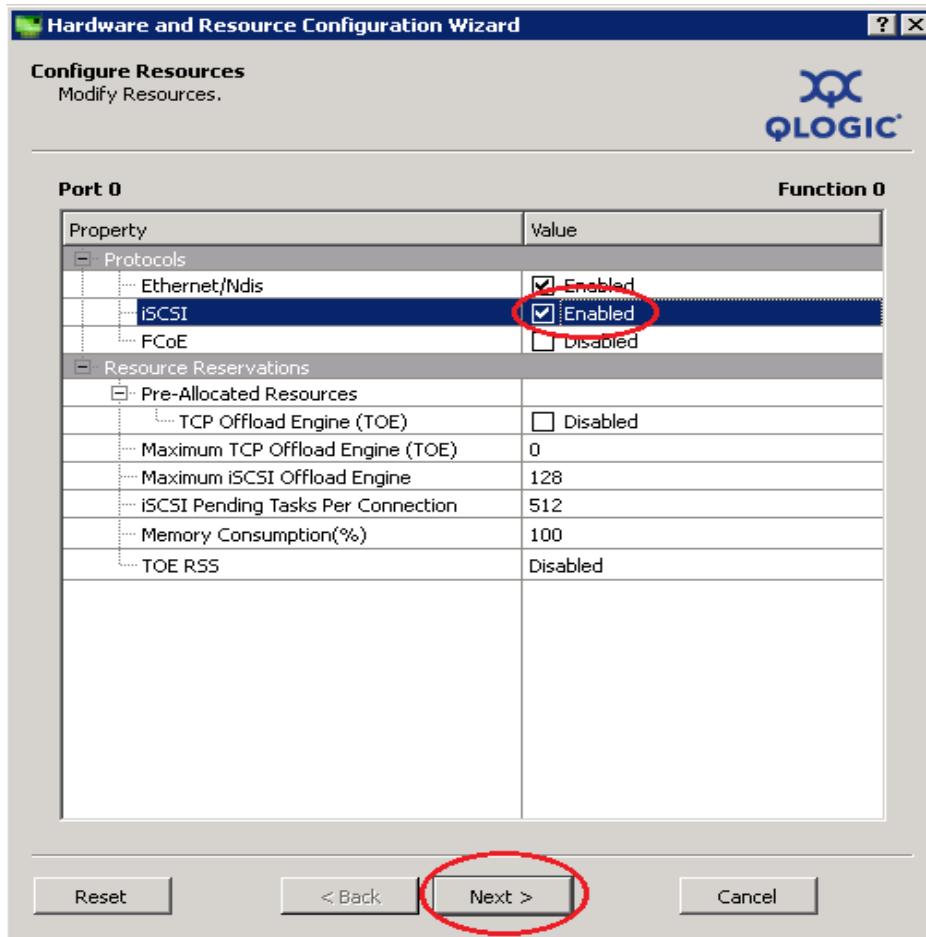 Hardware and Resource Configuration Wizard
Configure Resources
Modify Resources.
QLOGIC
Port 0 Function 0
Property Value
Protocols
Ethernet/Ndis Enabled
iSCSI Enabled
FCoE Disabled
Resource Reservations
Pre-Allocated Resources
TCP Offload Engine (TOE) Disabled
Maximum TCP Offload Engine (TOE) 0
Maximum iSCSI Offload Engine 128
iSCSI Pending Tasks Per Connection 512
Memory Consumption(%) 100
TOE RSS Disabled
Reset < Back Next > Cancel